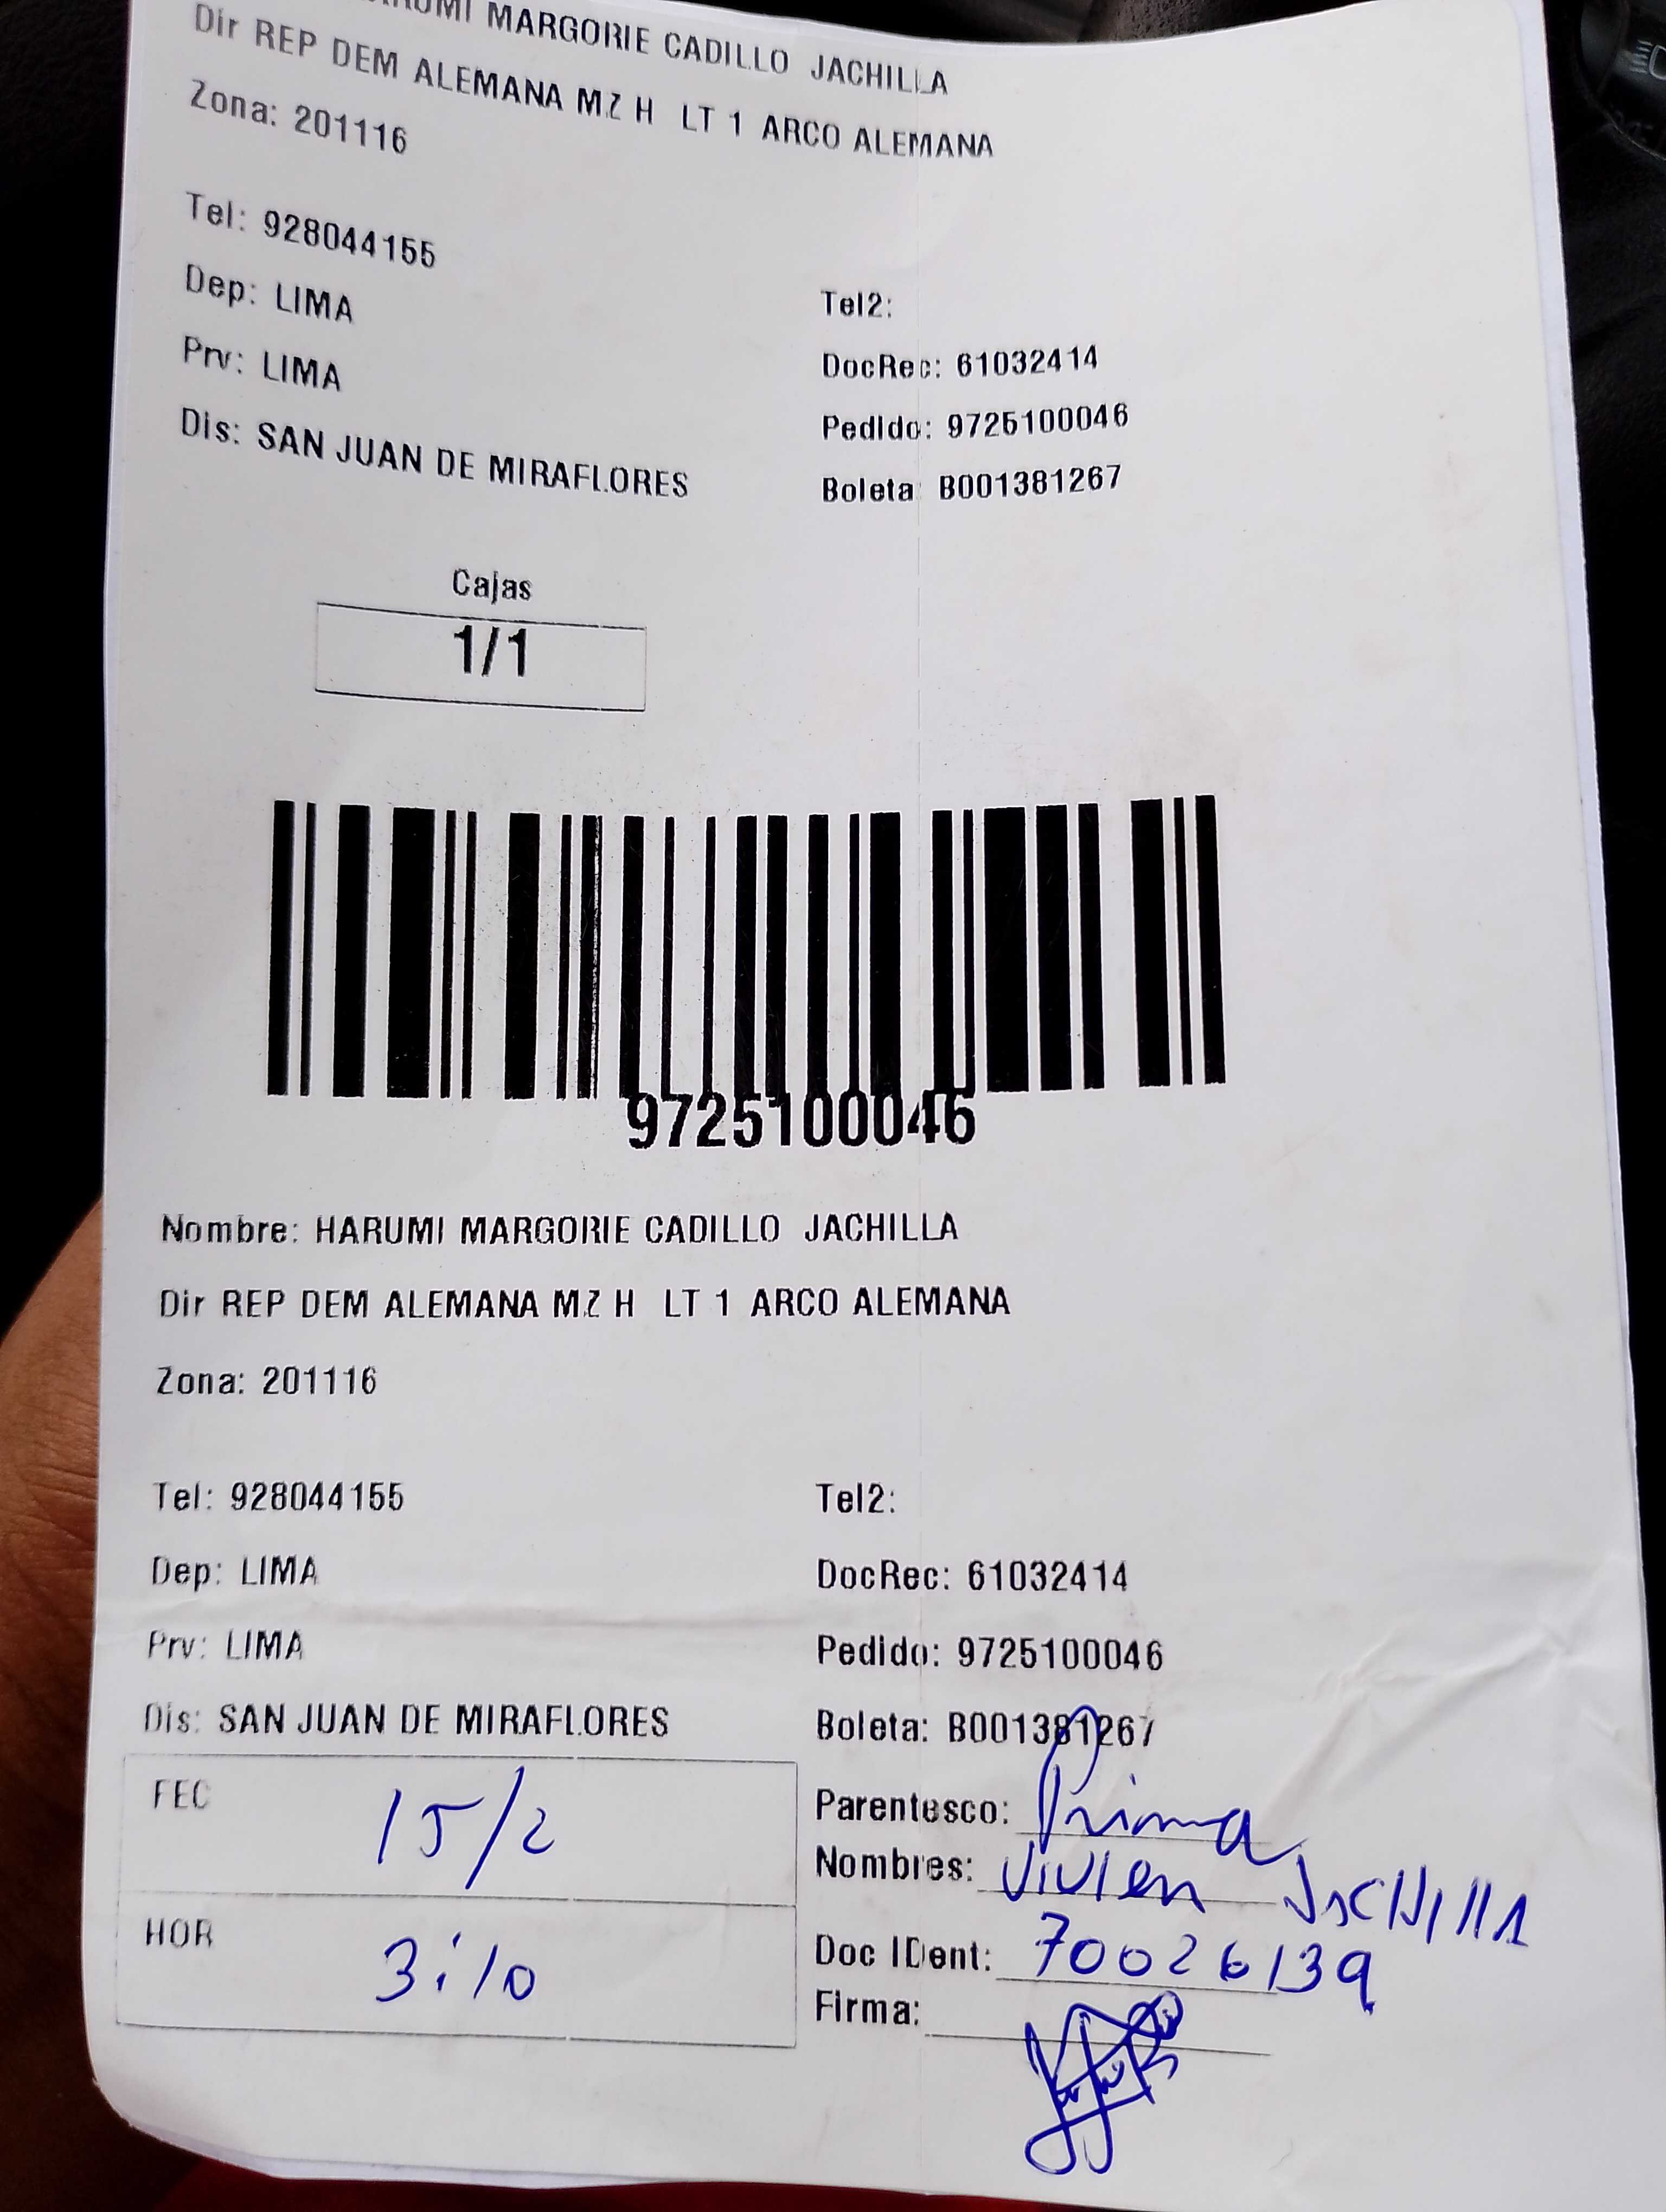 HARUMI MARGORIE CADILLO JACHILLA
Dir REP DEM ALEMANA MZ H LT 1 ARCO ALEMANA
Zona: 201116
Tel: 928044155
Tel2:
Dep: LIMA
DocRec: 61032414
Prv: LIMA
Pedido: 9725100046
Dis: SAN JUAN DE MIRAFLORES
Boleta: B001381267
Cajas
1/1
9725100046
Nombre: HARUMI MARGORIE CADILLO JACHILLA
Dir REP DEM ALEMANA MZ H LT 1 ARCO ALEMANA
Zona: 201116
Tel: 928044155
Tel2:
Dep: LIMA
DocRec: 61032414
Prv: LIMA
Pedido: 9725100046
Dis: SAN JUAN DE MIRAFLORES
Boleta: B001381267
FEC 15/2
Parentesco: Prima
Nombres: Vivien JACHILLA
HOR 3:10
Doc IDent: 70026139
Firma: